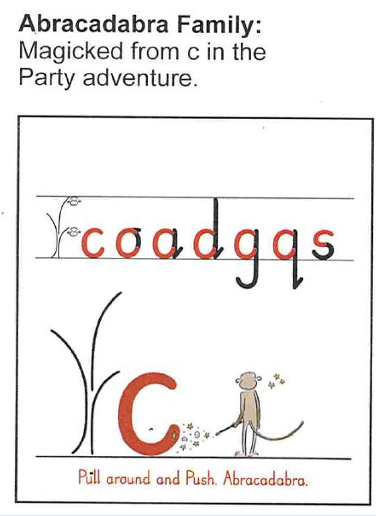 Abracadabra Family:
Magicked from c in the
Party adventure.
coadgqs
c
Pull around and Push. Abracadabra.